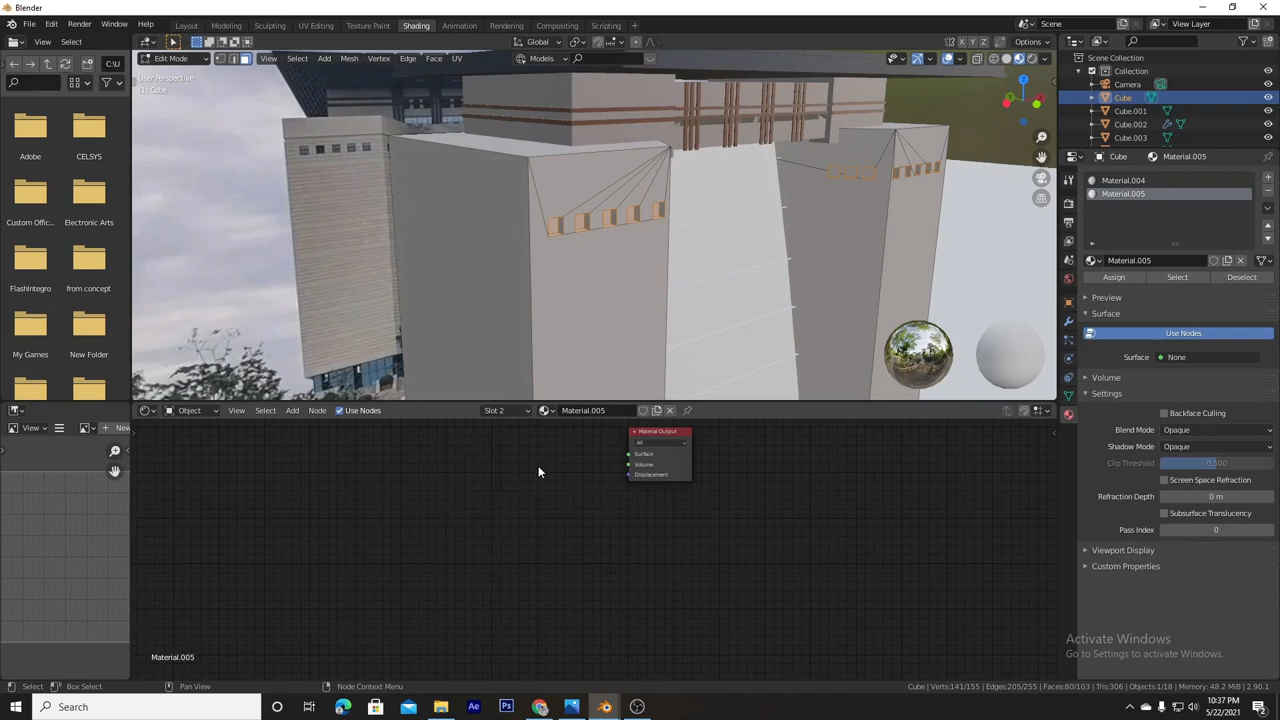 Blender
File Edit Render Window Help Layout Modeling Sculpting UV Editing Texture Paint Shading Animation Rendering Compositing Scripting + Scene View Layer
View Select Global Options
C:\U Edit Mode View Select Add Mesh Vertex Edge Face UV Models
User Perspective
(1) Cube
Adobe CELSYS
Custom Offic... Electronic Arts
FlashIntegro from concept
My Games New Folder
Scene Collection
Collection
Camera
Cube
Cube.001
Cube.002
Cube.003
Cube Material.005
Material.004
Material.005
Material.005
Assign Select Deselect
Preview
Surface
Use Nodes
Surface None
Volume
Settings
Backface Culling
Blend Mode Opaque
Shadow Mode Opaque
Clip Threshold 0.500
Screen Space Refraction
Refraction Depth 0 m
Subsurface Translucency
Pass Index 0
Viewport Display
Custom Properties
View New
Object View Select Add Node Use Nodes Slot 2 Material.005
Material Output
All
Surface
Volume
Displacement
Material.005
Activate Windows
Go to Settings to activate Windows.
Select Box Select Pan View Node Context Menu Cube | Verts:141/155 | Edges:205/255 | Faces:80/103 | Tris:306 | Objects:1/18 | Memory: 48.2 MiB | 2.90.1
Search
10:37 PM
5/22/2021